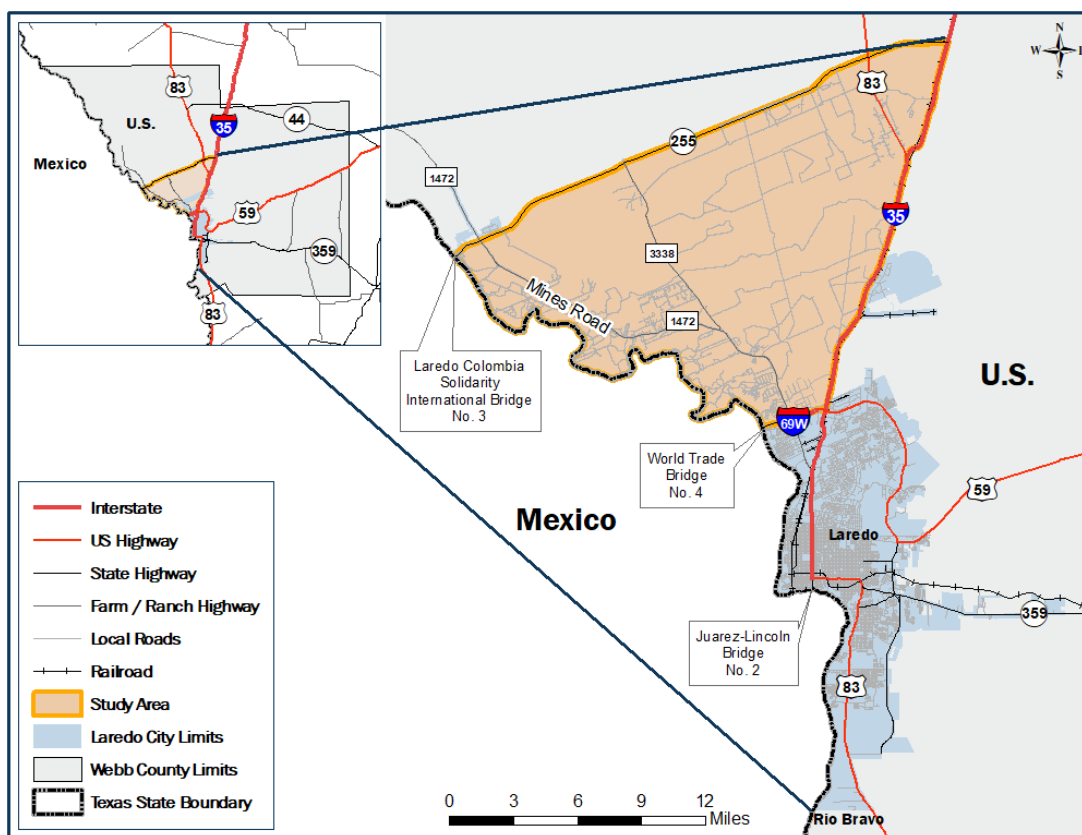 83
U.S.
35
44
Mexico
59
359
83
N
W
E
S
83
255
1472
35
3338
Mines Road
1472
Laredo Colombia
Solidarity
International Bridge
No. 3
U.S.
69W
World Trade
Bridge
No. 4
59
Mexico
Laredo
359
Juarez-Lincoln
Bridge
No. 2
83
Interstate
US Highway
State Highway
Farm / Ranch Highway
Local Roads
Railroad
Study Area
Laredo City Limits
Webb County Limits
Texas State Boundary
0 3 6 9 12
Miles
Rio Bravo